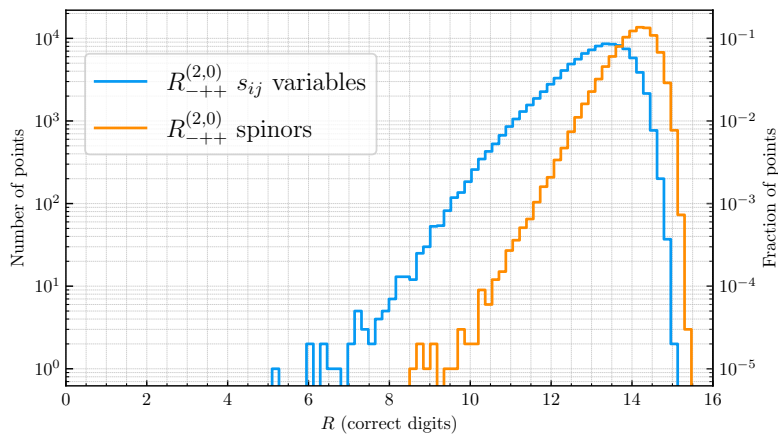 10^4
10^3
10^2
10^1
10^0
Number of points
R_{-++}^{(2,0)} s_{ij} variables
R_{-++}^{(2,0)} spinors
10^{-1}
10^{-2}
10^{-3}
10^{-4}
10^{-5}
Fraction of points
0 2 4 6 8 10 12 14 16
R (correct digits)